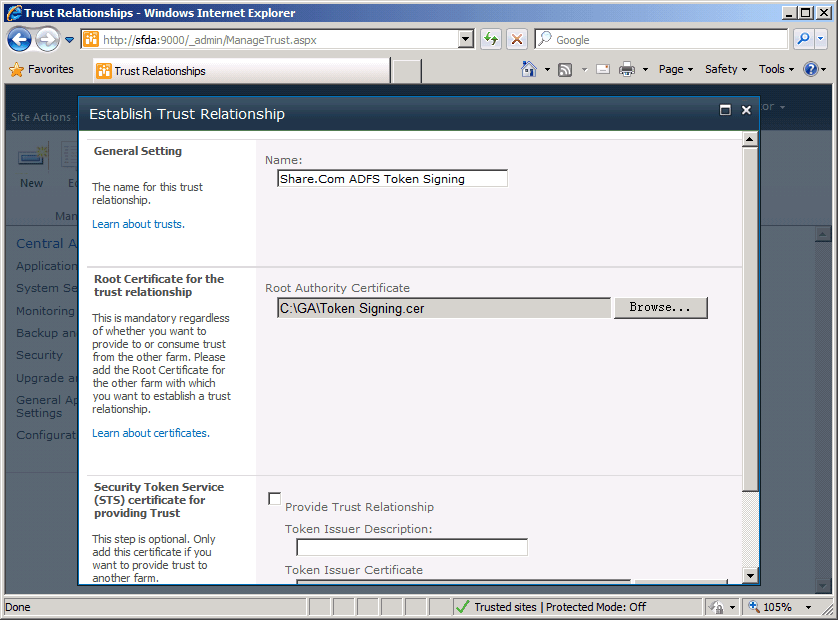 Trust Relationships - Windows Internet Explorer
http://sfda:9000/_admin/ManageTrust.aspx
Google
Favorites
Trust Relationships
Page
Safety
Tools
Site Actions
New
Central A
Application
System Se
Monitoring
Backup an
Security
Upgrade a
General Ap
Settings
Configurat
Establish Trust Relationship
General Setting
The name for this trust
relationship.
Learn about trusts.
Name:
Share.Com ADFS Token Signing
Root Certificate for the
trust relationship
This is mandatory regardless
of whether you want to
provide to or consume trust
from the other farm. Please
add the Root Certificate for
the other farm with which
you want to establish a trust
relationship.
Learn about certificates.
Root Authority Certificate
C:\GA\Token Signing.cer
Browse...
Security Token Service
(STS) certificate for
providing Trust
This step is optional. Only
add this certificate if you
want to provide trust to
another farm.
Provide Trust Relationship
Token Issuer Description:
Token Issuer Certificate
Done
Trusted sites | Protected Mode: Off
105%